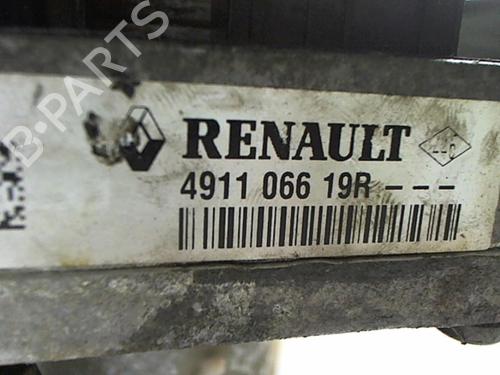 B-PARTS
RENAULT
--C
4911 066 19R ---